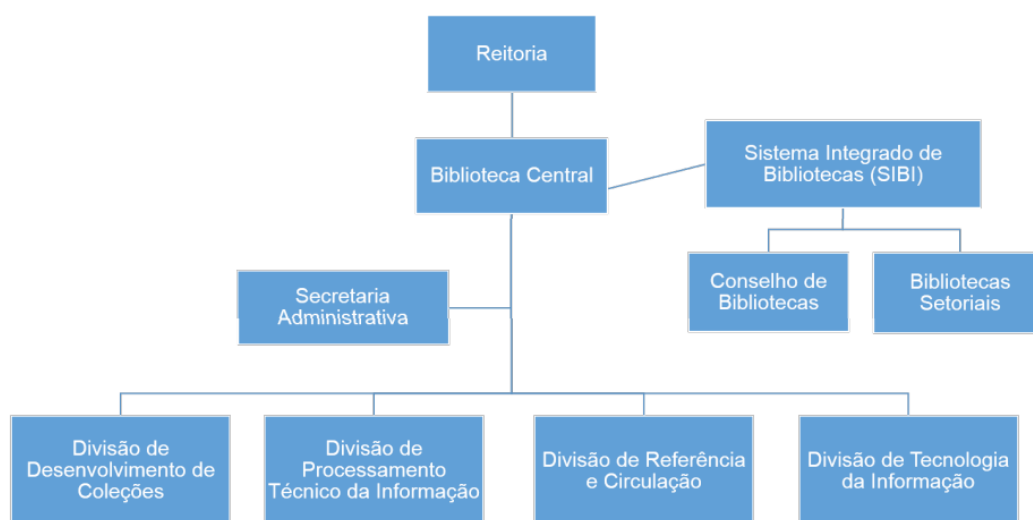 Reitoria
Biblioteca Central
Sistema Integrado de
Bibliotecas (SIBI)
Conselho de
Bibliotecas
Bibliotecas
Setoriais
Secretaria
Administrativa
Divisão de
Desenvolvimento de
Coleções
Divisão de
Processamento
Técnico da Informação
Divisão de Referência
e Circulação
Divisão de Tecnologia
da Informação